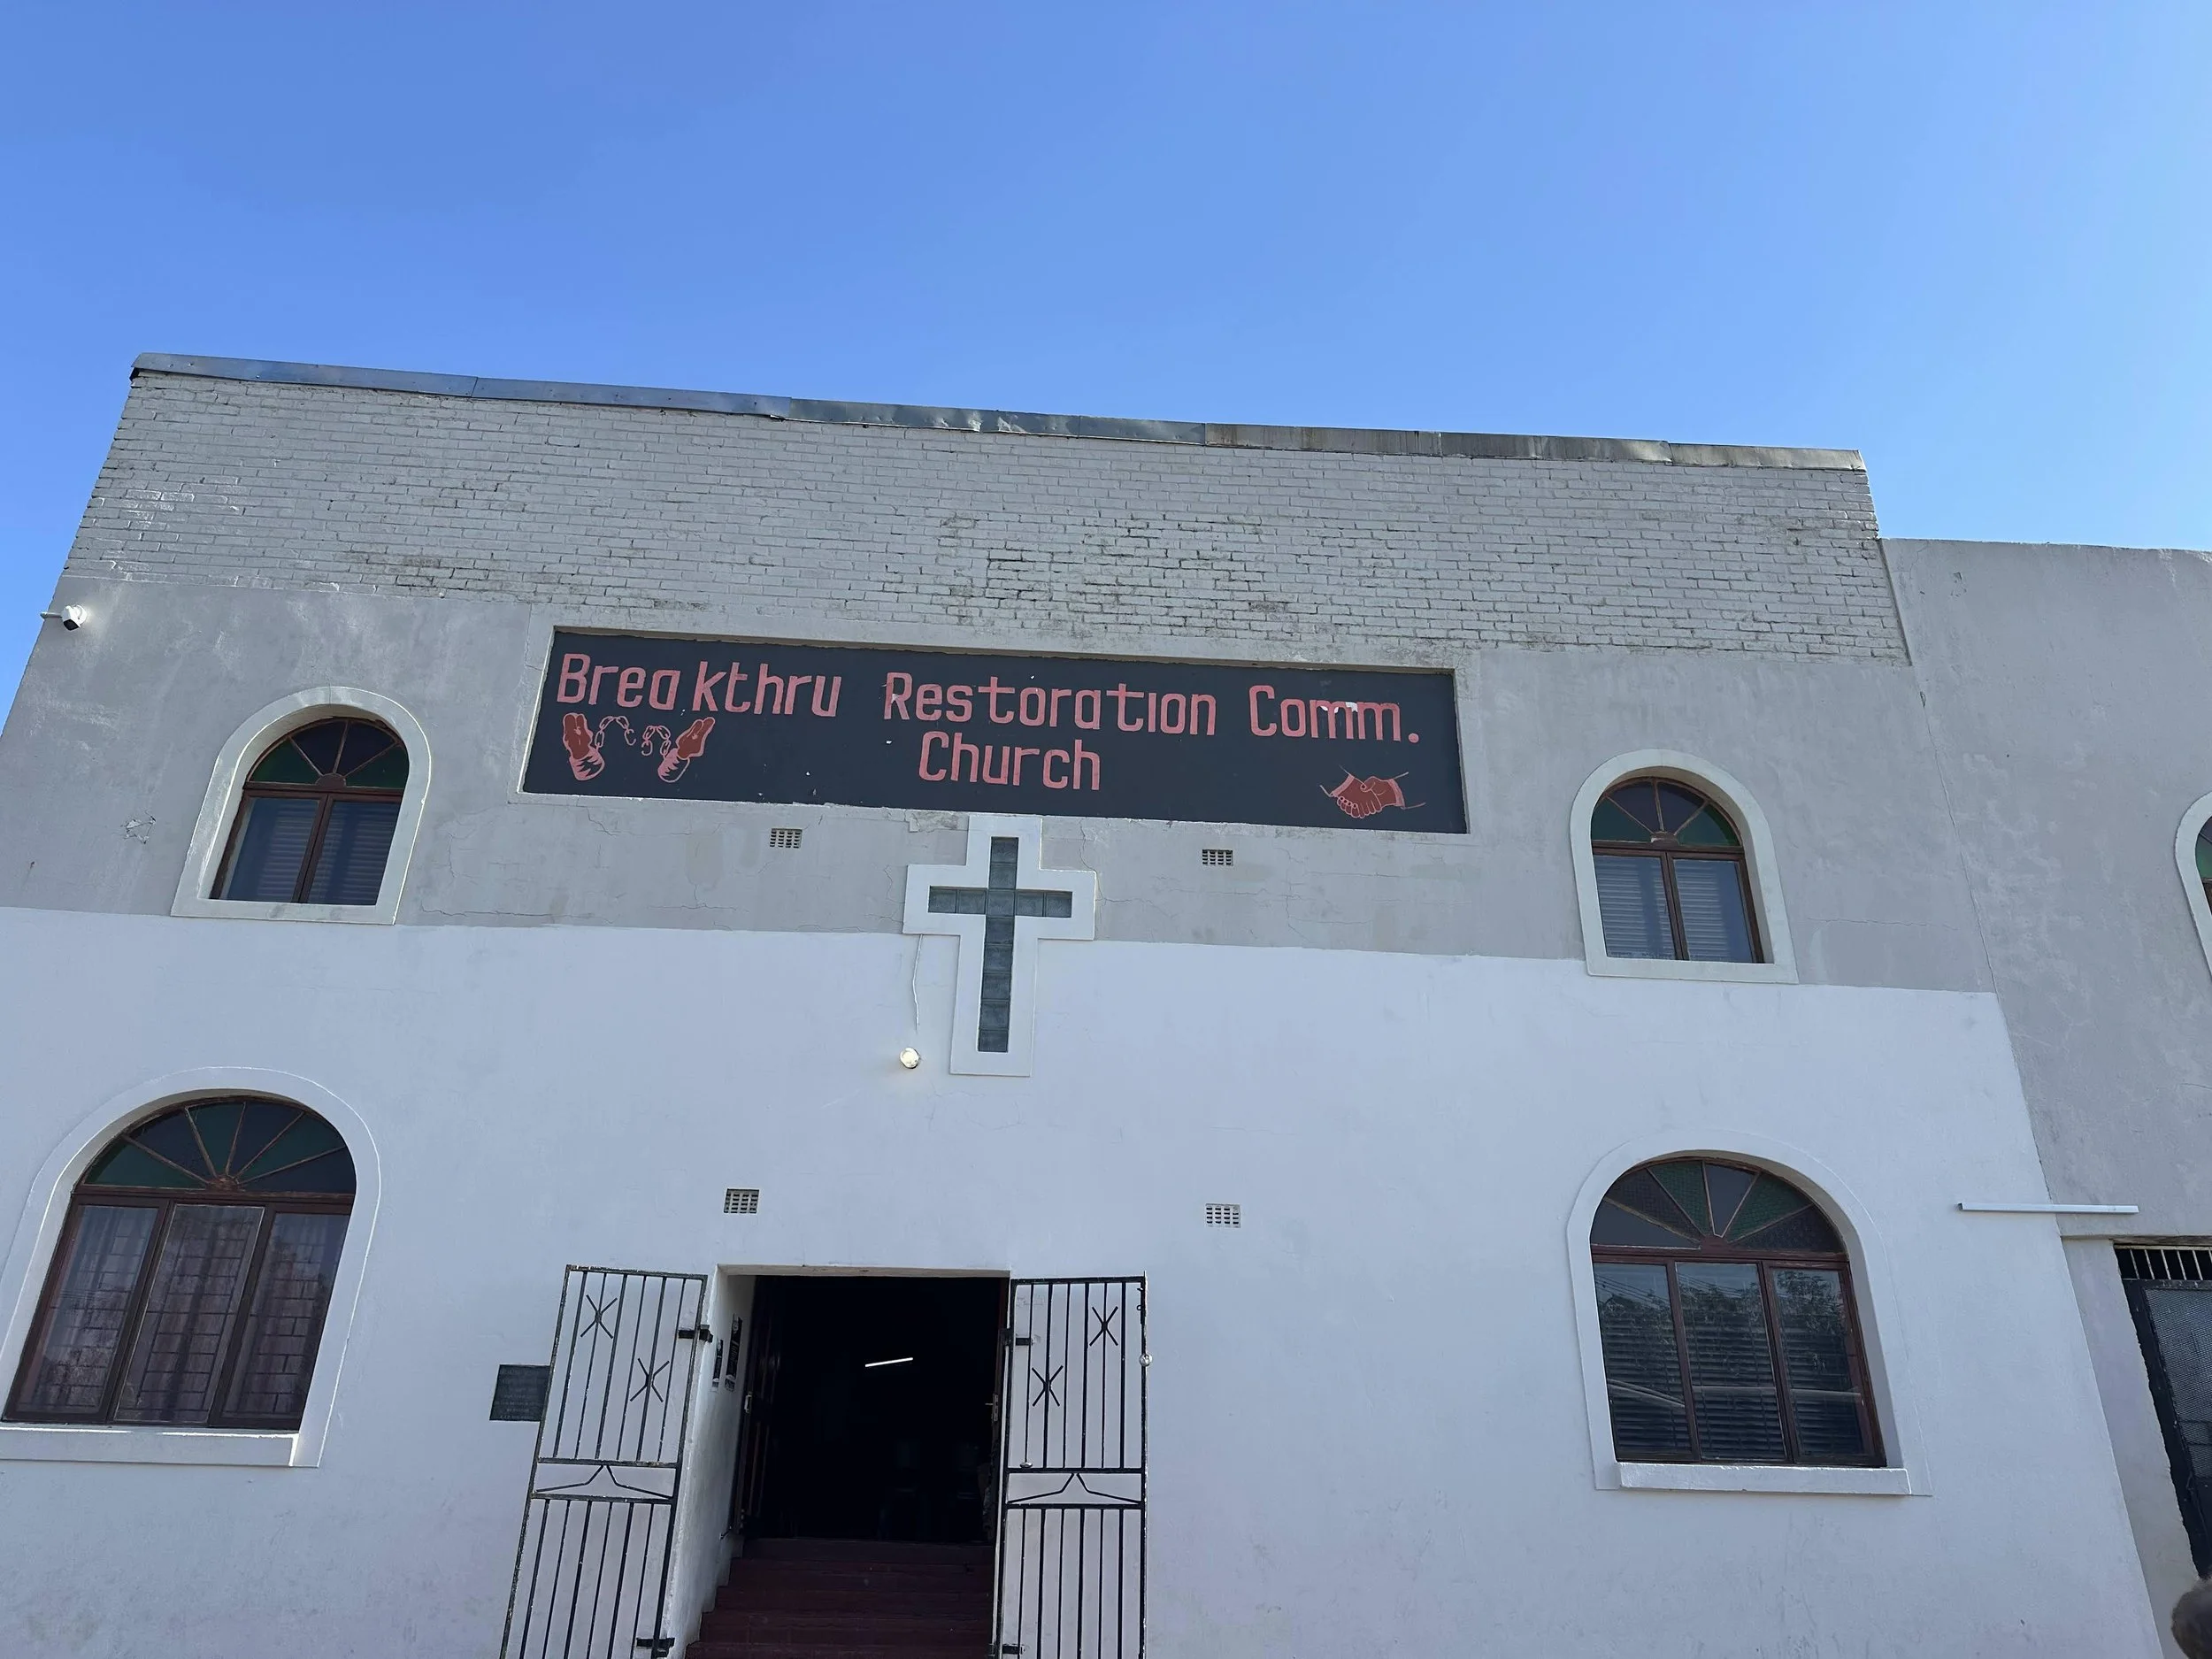 Breakthru Restoration Comm.
Church